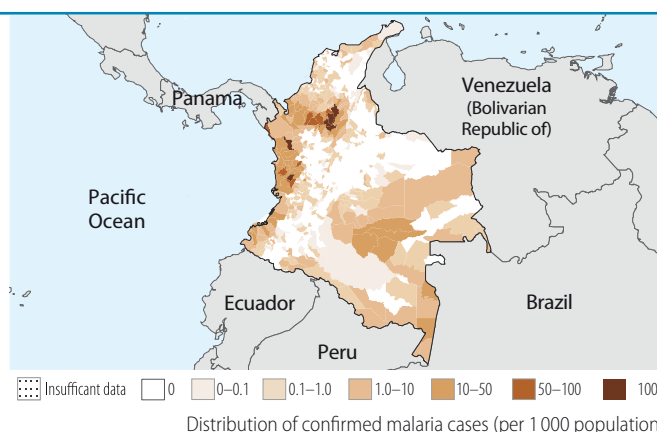 Panama
Venezuela
(Bolivarian
Republic of)
Pacific
Ocean
Ecuador
Brazil
Peru
Insufficant data 0 0–0.1 0.1–1.0 1.0–10 10–50 50–100 100
Distribution of confirmed malaria cases (per 1 000 population